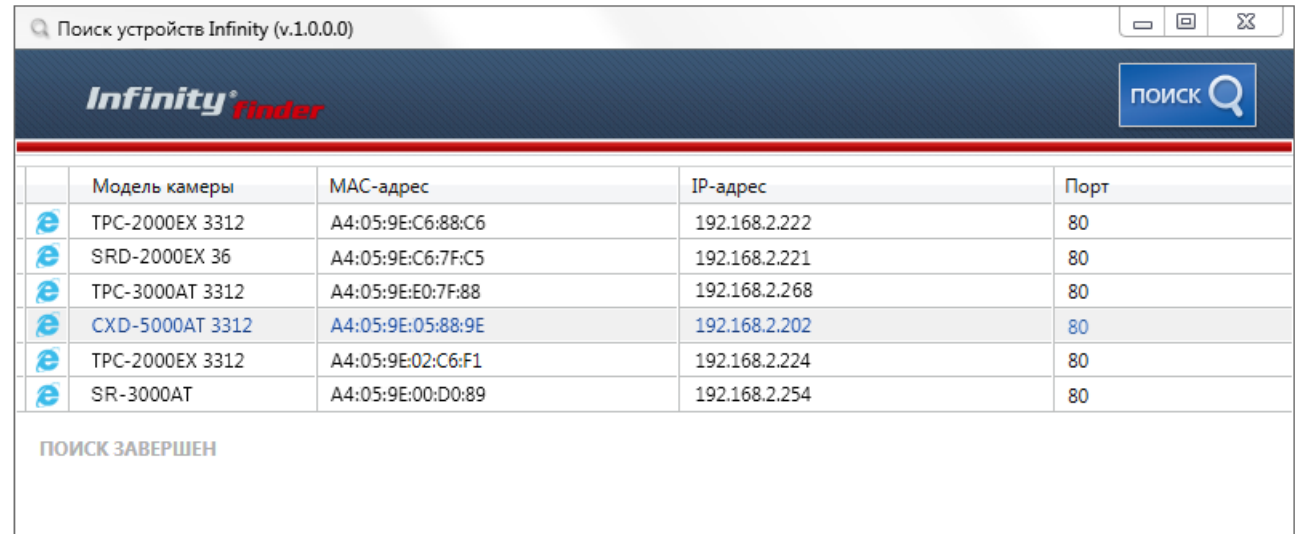 Поиск устройств Infinity (v.1.0.0.0)
Infinity® finder
ПОИСК
Модель камеры MAC-адрес IP-адрес Порт
TPC-2000EX 3312 A4:05:9E:C6:88:C6 192.168.2.222 80
SRD-2000EX 36 A4:05:9E:C6:7F:C5 192.168.2.221 80
TPC-3000AT 3312 A4:05:9E:E0:7F:88 192.168.2.268 80
CXD-5000AT 3312 A4:05:9E:05:88:9E 192.168.2.202 80
TPC-2000EX 3312 A4:05:9E:02:C6:F1 192.168.2.224 80
SR-3000AT A4:05:9E:00:D0:89 192.168.2.254 80
ПОИСК ЗАВЕРШЕН